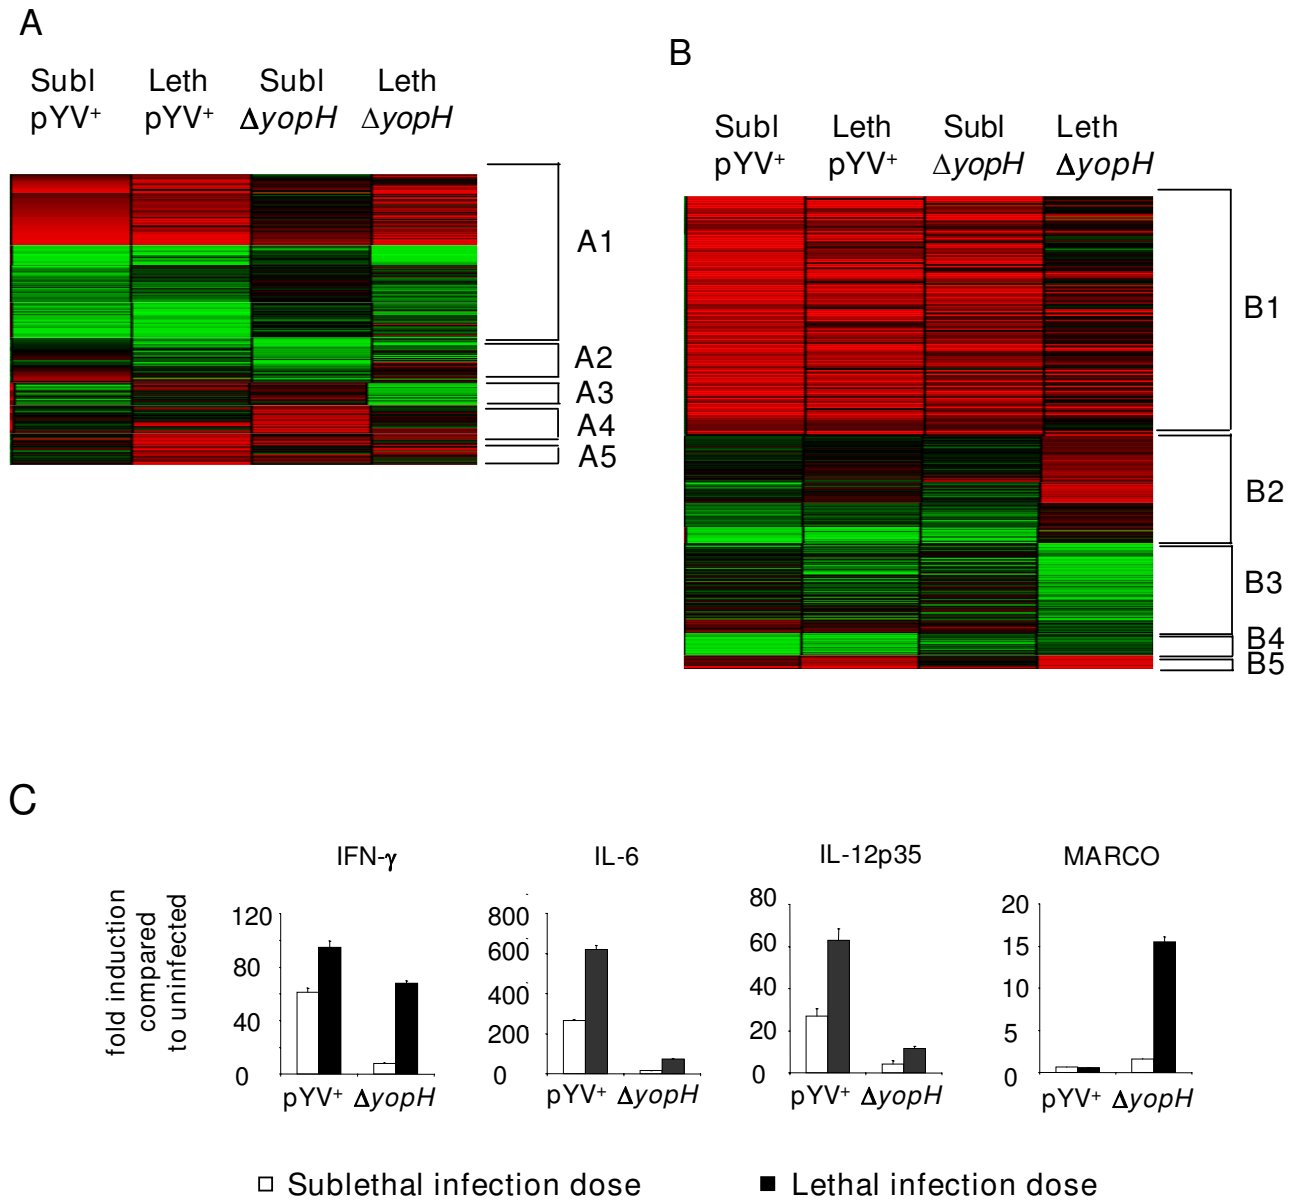 A
Subl Leth Subl Leth
pYV+ pYV+ ΔyopH ΔyopH
A1
A2
A3
A4
A5
B
Subl Leth Subl Leth
pYV+ pYV+ ΔyopH ΔyopH
B1
B2
B3
B4
B5
C
fold induction
compared
to uninfected
IFN-γ
120
80
40
0
pYV+ ΔyopH
IL-6
800
600
400
200
0
pYV+ ΔyopH
IL-12p35
80
60
40
20
0
pYV+ ΔyopH
MARCO
20
15
10
5
0
pYV+ ΔyopH
Sublethal infection dose
Lethal infection dose